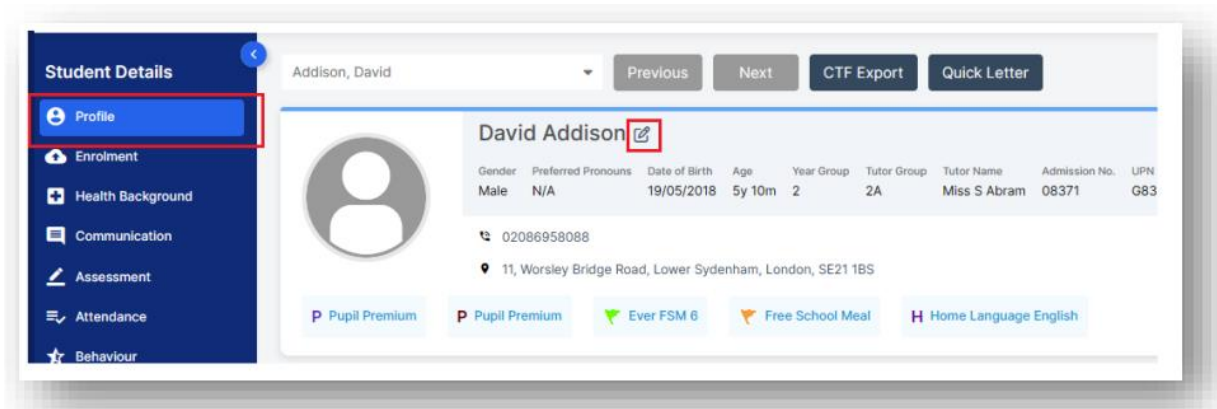 Student Details
Profile
Enrolment
Health Background
Communication
Assessment
Attendance
Behaviour
Addison, David Previous Next CTF Export Quick Letter
David Addison
Gender Preferred Pronouns Date of Birth Age Year Group Tutor Group Tutor Name Admission No. UPN
Male N/A 19/05/2018 5y 10m 2 2A Miss S Abram 08371 G83
02086958088
11, Worsley Bridge Road, Lower Sydenham, London, SE21 1BS
P Pupil Premium P Pupil Premium Ever FSM 6 Free School Meal H Home Language English